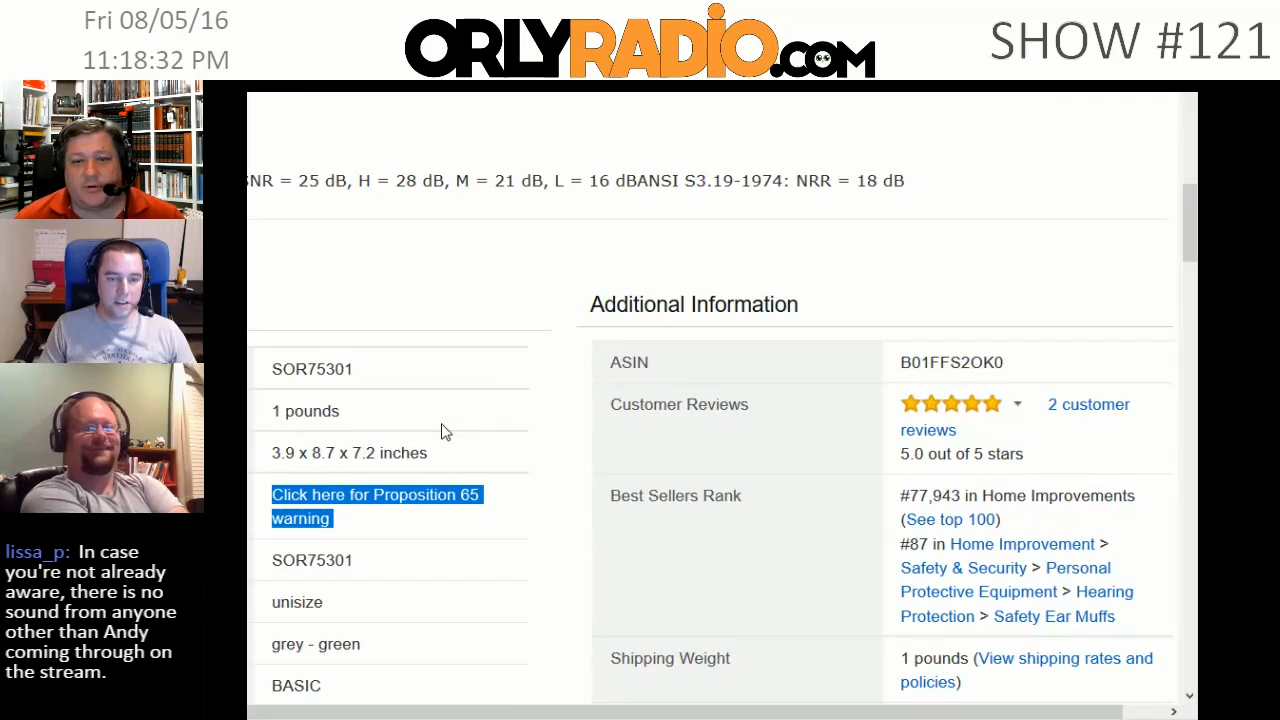 Fri 08/05/16
11:18:32 PM
ORLYRADIO.COM
SHOW #121
SNR = 25 dB, H = 28 dB, M = 21 dB, L = 16 dBANSI S3.19-1974: NRR = 18 dB
SOR75301
1 pounds
3.9 x 8.7 x 7.2 inches
Click here for Proposition 65
warning
SOR75301
unisize
grey - green
BASIC
Additional Information
ASIN B01FFS2OK0
Customer Reviews 2 customer
reviews
5.0 out of 5 stars
Best Sellers Rank #77,943 in Home Improvements
(See top 100)
#87 in Home Improvement >
Safety & Security > Personal
Protective Equipment > Hearing
Protection > Safety Ear Muffs
Shipping Weight 1 pounds (View shipping rates and
policies)
lissa_p: In case
you're not already
aware, there is no
sound from anyone
other than Andy
coming through on
the stream.